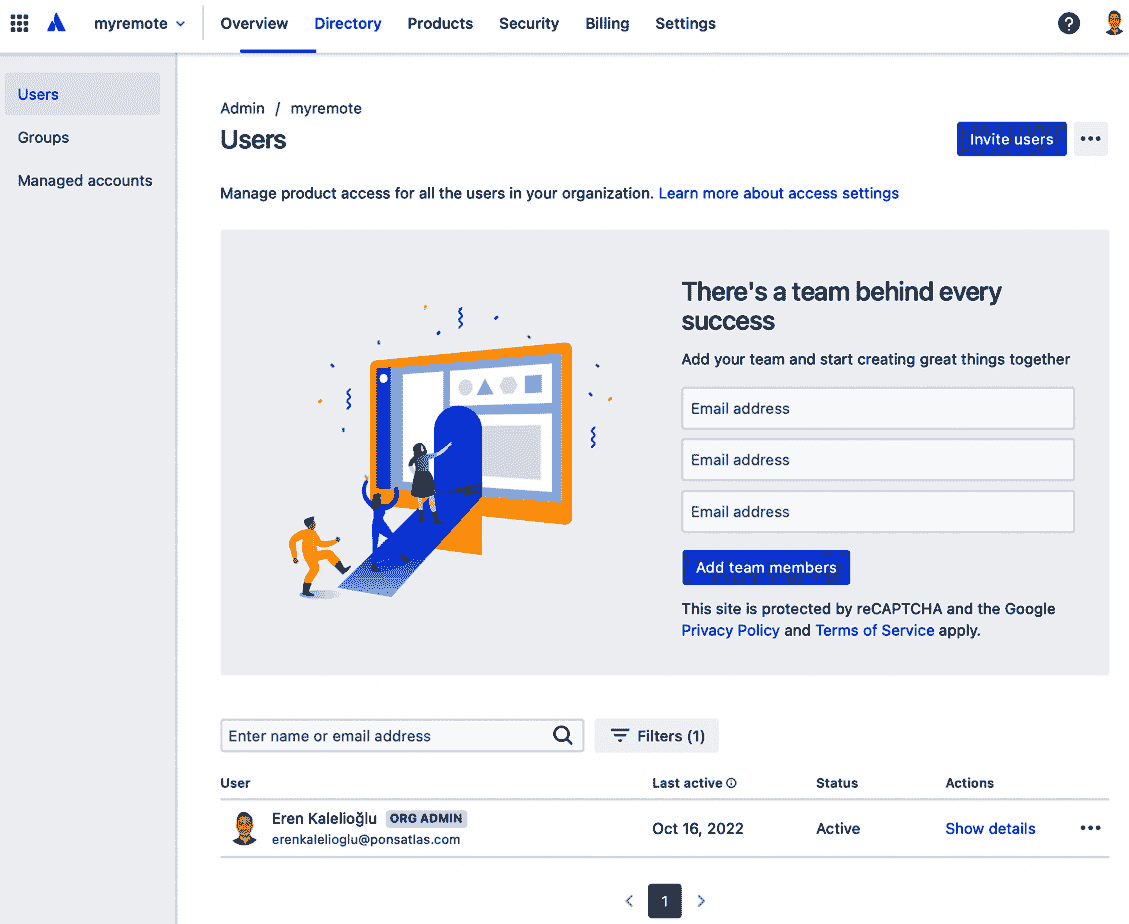 myremote
Overview Directory Products Security Billing Settings
Users
Groups
Managed accounts
Admin / myremote
Users
Invite users
Manage product access for all the users in your organization. Learn more about access settings
There's a team behind every
success
Add your team and start creating great things together
Email address
Email address
Email address
Add team members
This site is protected by reCAPTCHA and the Google
Privacy Policy and Terms of Service apply.
Enter name or email address
Filters (1)
User Last active Status Actions
Eren Kalelioğlu ORG ADMIN
erenkalelioglu@ponsatlas.com
Oct 16, 2022 Active Show details
1